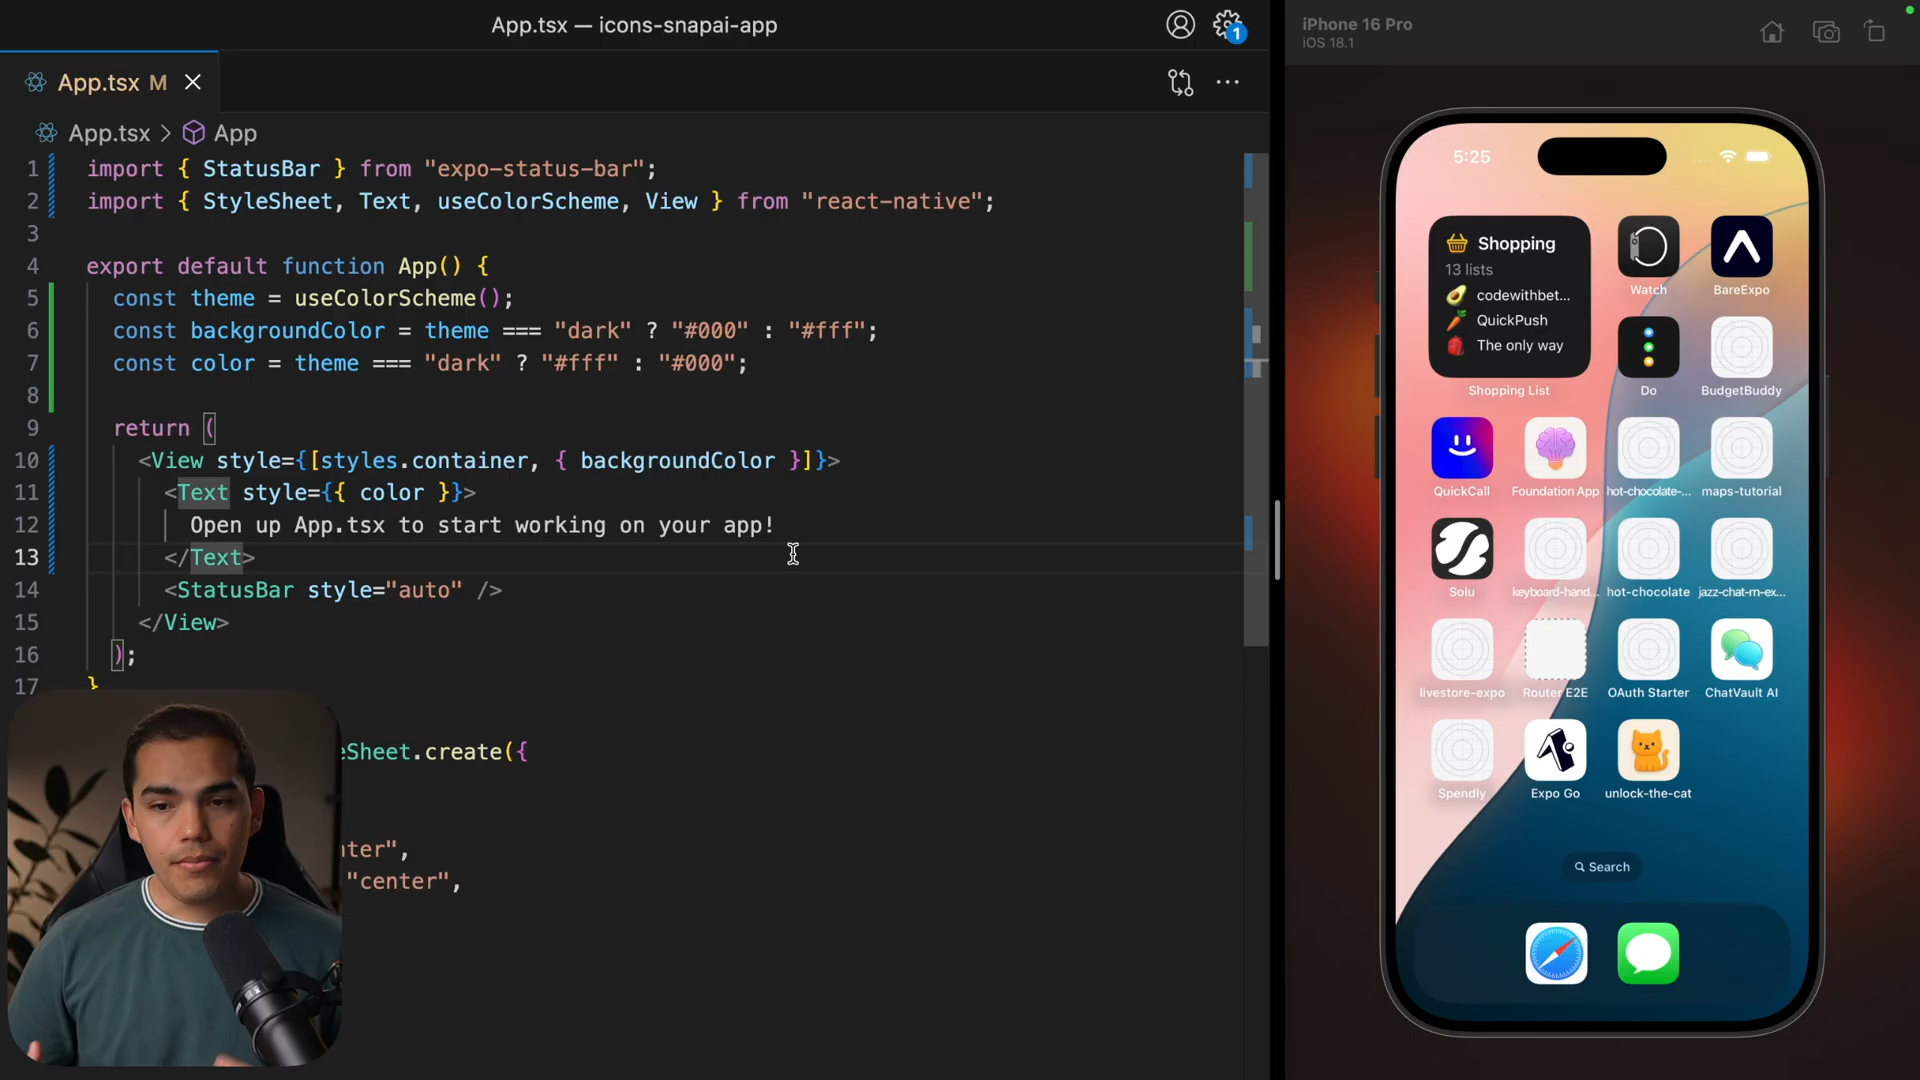 App.tsx — icons-snapai-app
1
App.tsx M
App.tsx > App
1 import { StatusBar } from "expo-status-bar";
2 import { StyleSheet, Text, useColorScheme, View } from "react-native";
3
4 export default function App() {
5 const theme = useColorScheme();
6 const backgroundColor = theme === "dark" ? "#000" : "#fff";
7 const color = theme === "dark" ? "#fff" : "#000";
8
9 return (
10 <View style={[styles.container, { backgroundColor }]}>
11 <Text style={{ color }}>
12 Open up App.tsx to start working on your app!
13 </Text>
14 <StatusBar style="auto" />
15 </View>
16 );
17 }
eSheet.create({
nter",
"center",
iPhone 16 Pro
iOS 18.1
5:25
Shopping
13 lists
codewithbet...
QuickPush
The only way
Shopping List
Watch
BareExpo
Do
BudgetBuddy
QuickCall
Foundation App
hot-chocolate-...
maps-tutorial
Solu
keyboard-hand...
hot-chocolate
jazz-chat-rn-ex...
livestore-expo
Router E2E
OAuth Starter
ChatVault AI
Spendly
Expo Go
unlock-the-cat
Search